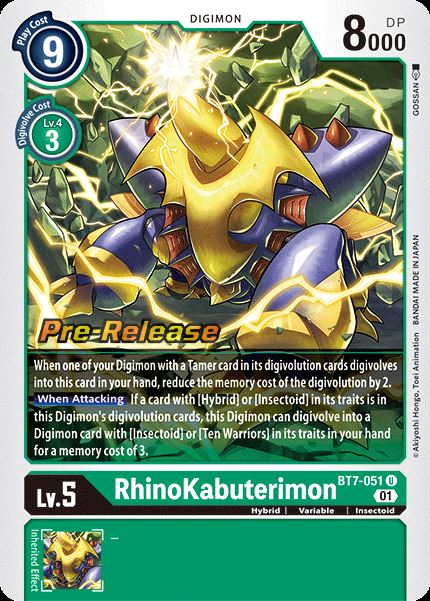 DIGIMON
Play Cost
9
DP
8000
Digivolve Cost
Lv.4
3
GOSSAN
© Akiyoshi Hongo, Toei Animation BANDAI MADE IN JAPAN
Pre-Release
When one of your Digimon with a Tamer card in its digivolution cards digivolves
into this card in your hand, reduce the memory cost of the digivolution by 2.
When Attacking If a card with [Hybrid] or [Insectoid] in its traits is in
this Digimon's digivolution cards, this Digimon can digivolve into a
Digimon card with [Insectoid] or [Ten Warriors] in its traits in your hand
for a memory cost of 3.
Lv.5
RhinoKabuterimon
BT7-051 U
01
Hybrid | Variable | Insectoid
Inherited Effect
–